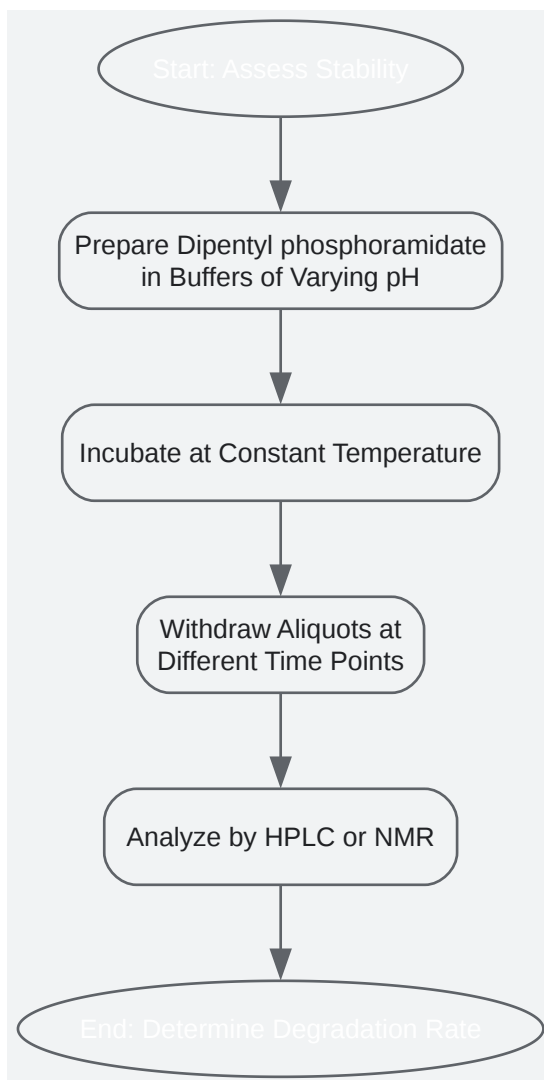 Start: Assess Stability
Prepare Dipentyl phosphoramidate
in Buffers of Varying pH
Incubate at Constant Temperature
Withdraw Aliquots at
Different Time Points
Analyze by HPLC or NMR
End: Determine Degradation Rate